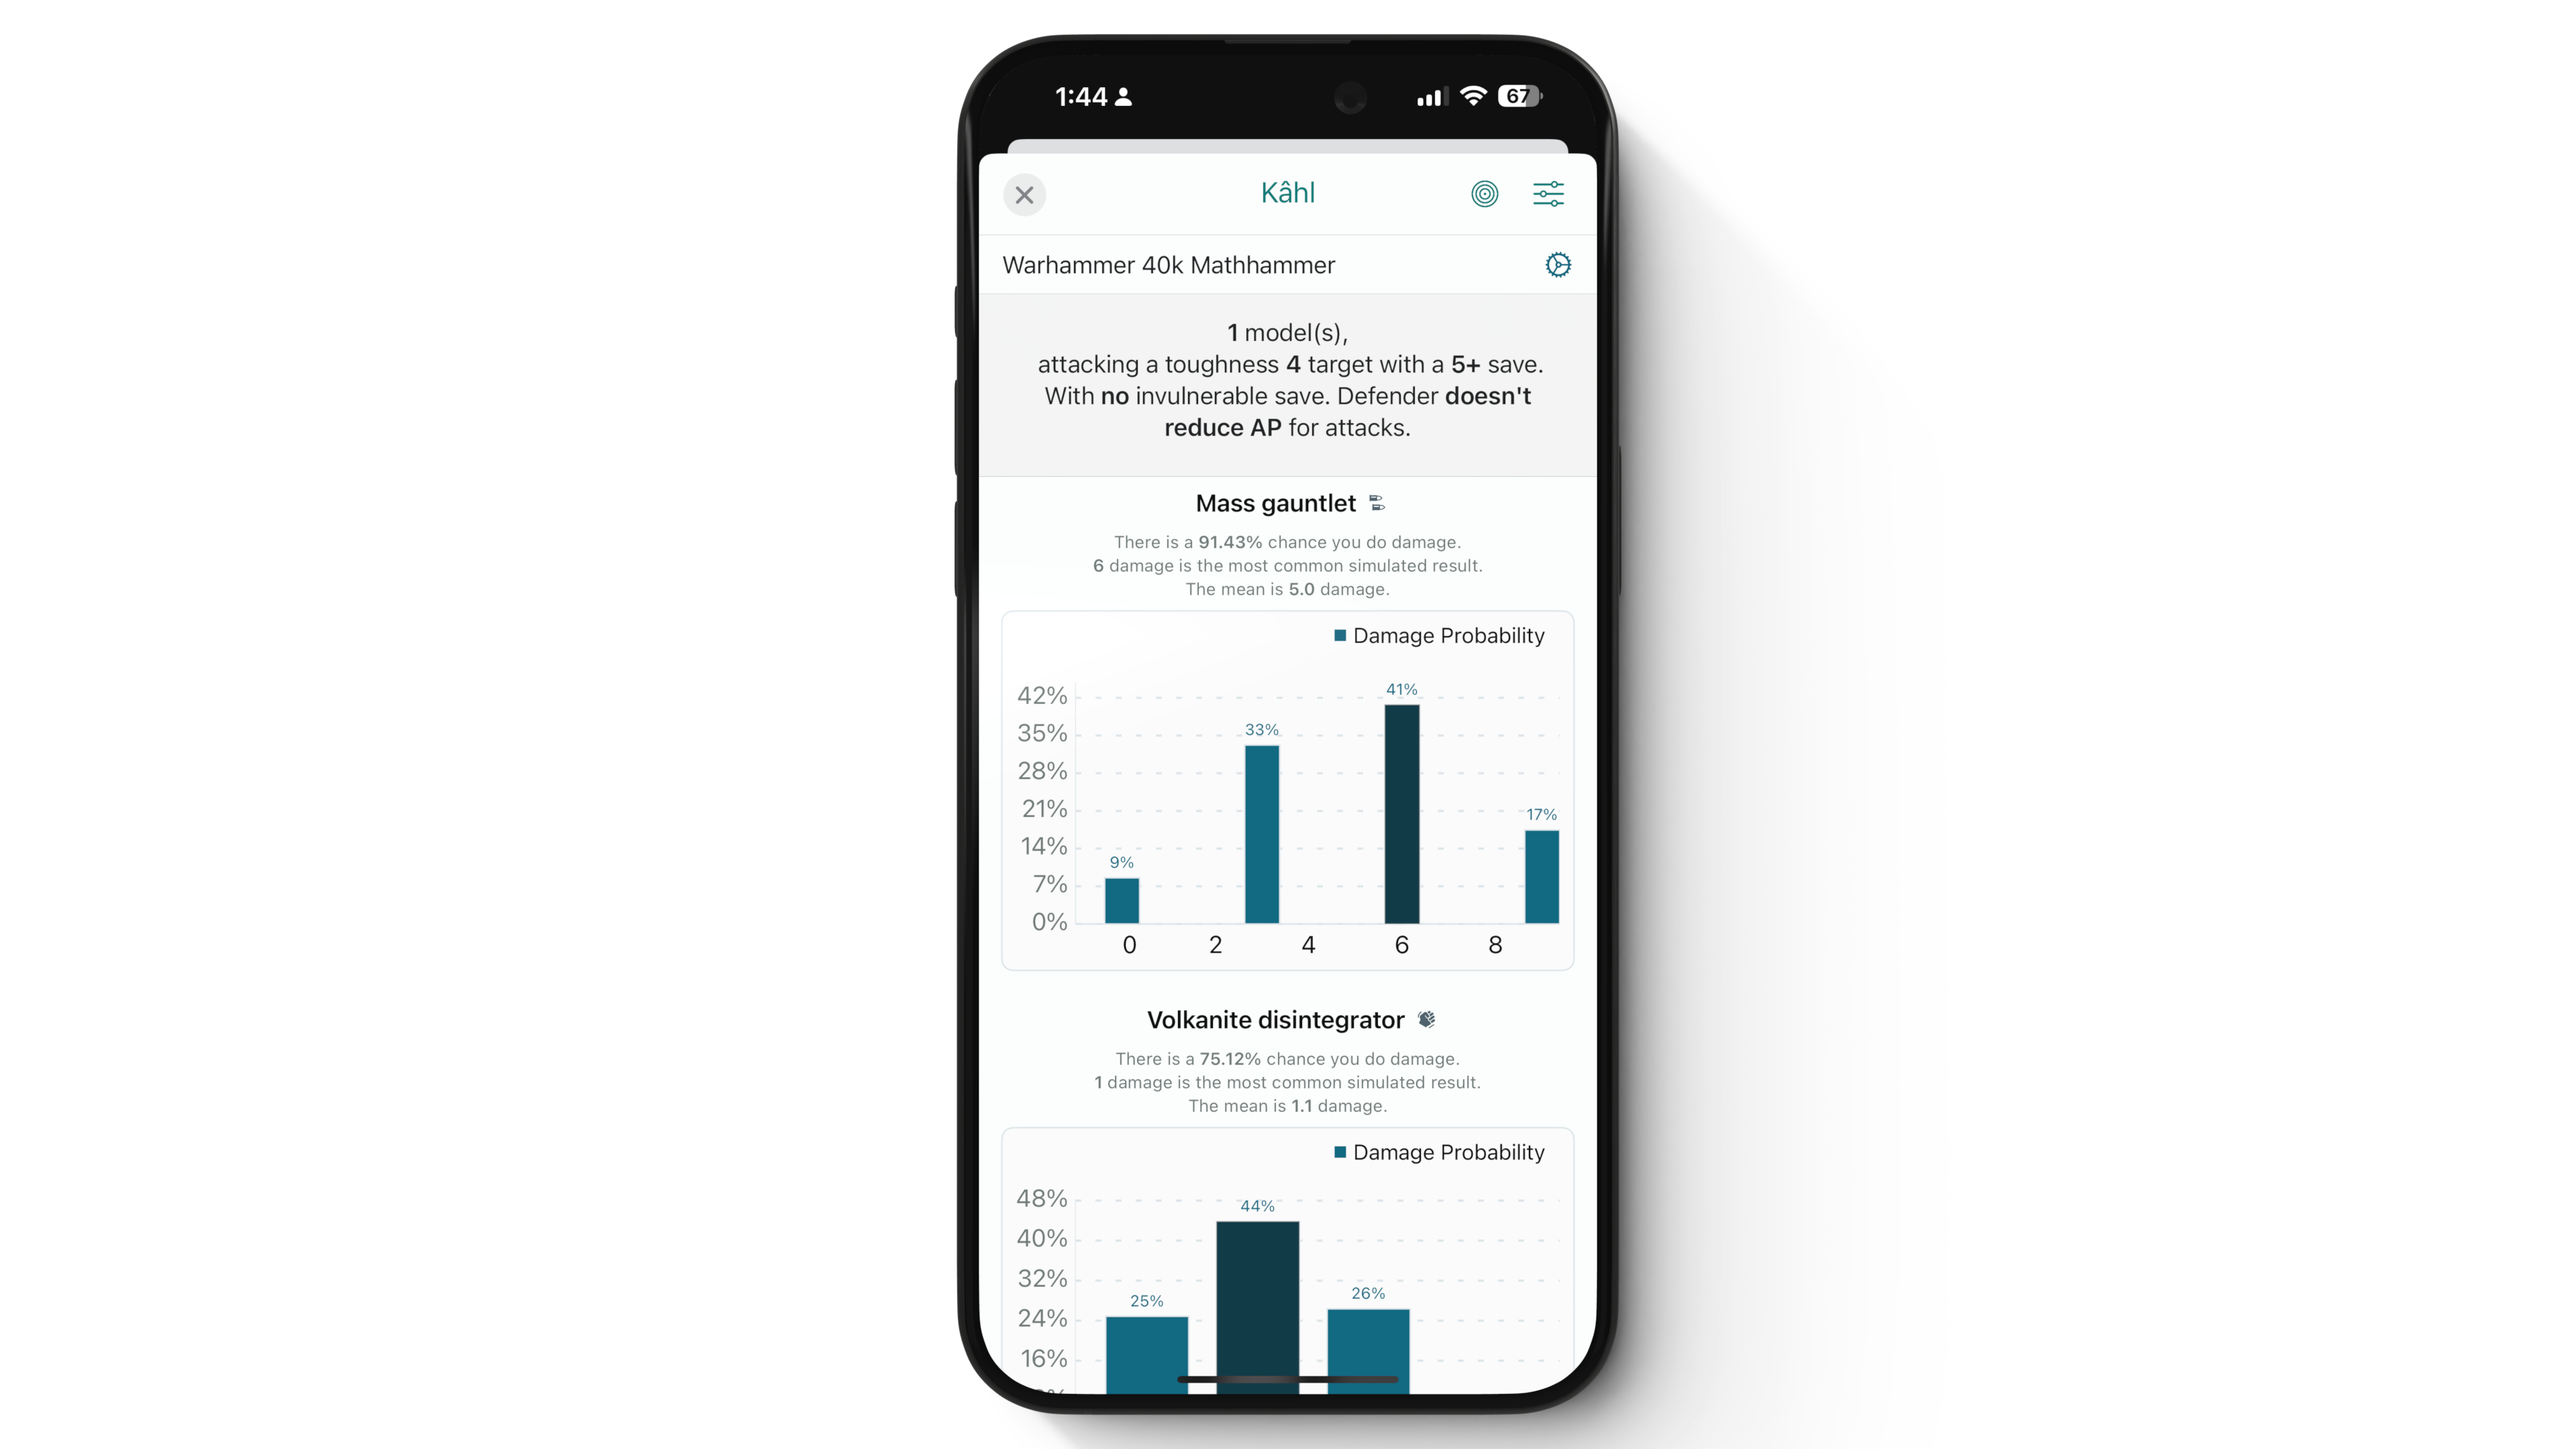 1:44
67
Kâhl
Warhammer 40k Mathhammer
1 model(s),
attacking a toughness 4 target with a 5+ save.
With no invulnerable save. Defender doesn't
reduce AP for attacks.
Mass gauntlet
There is a 91.43% chance you do damage.
6 damage is the most common simulated result.
The mean is 5.0 damage.
Damage Probability
42%
35%
28%
21%
14%
7%
0%
9%
33%
41%
17%
0 2 4 6 8
Volkanite disintegrator
There is a 75.12% chance you do damage.
1 damage is the most common simulated result.
The mean is 1.1 damage.
Damage Probability
48%
40%
32%
24%
16%
25%
44%
26%